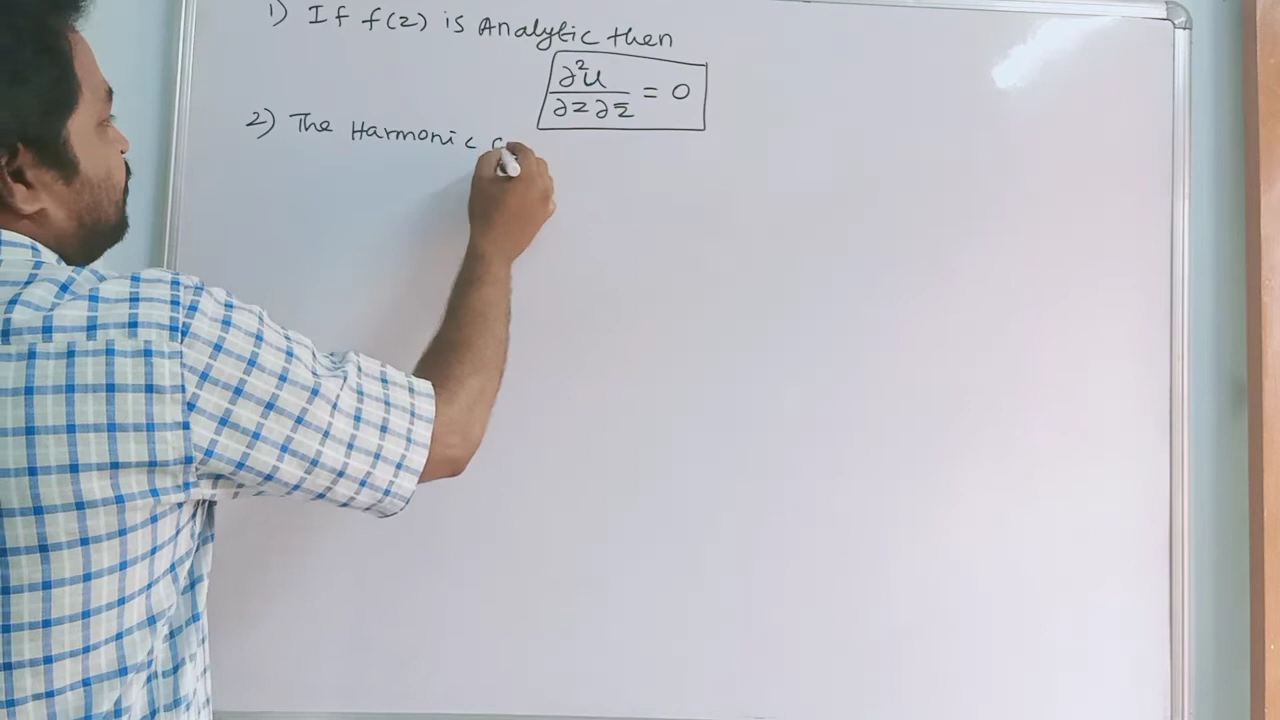 1) If f(z) is Analytic then
∂²u/∂z∂z̄ = 0
2) The Harmonic